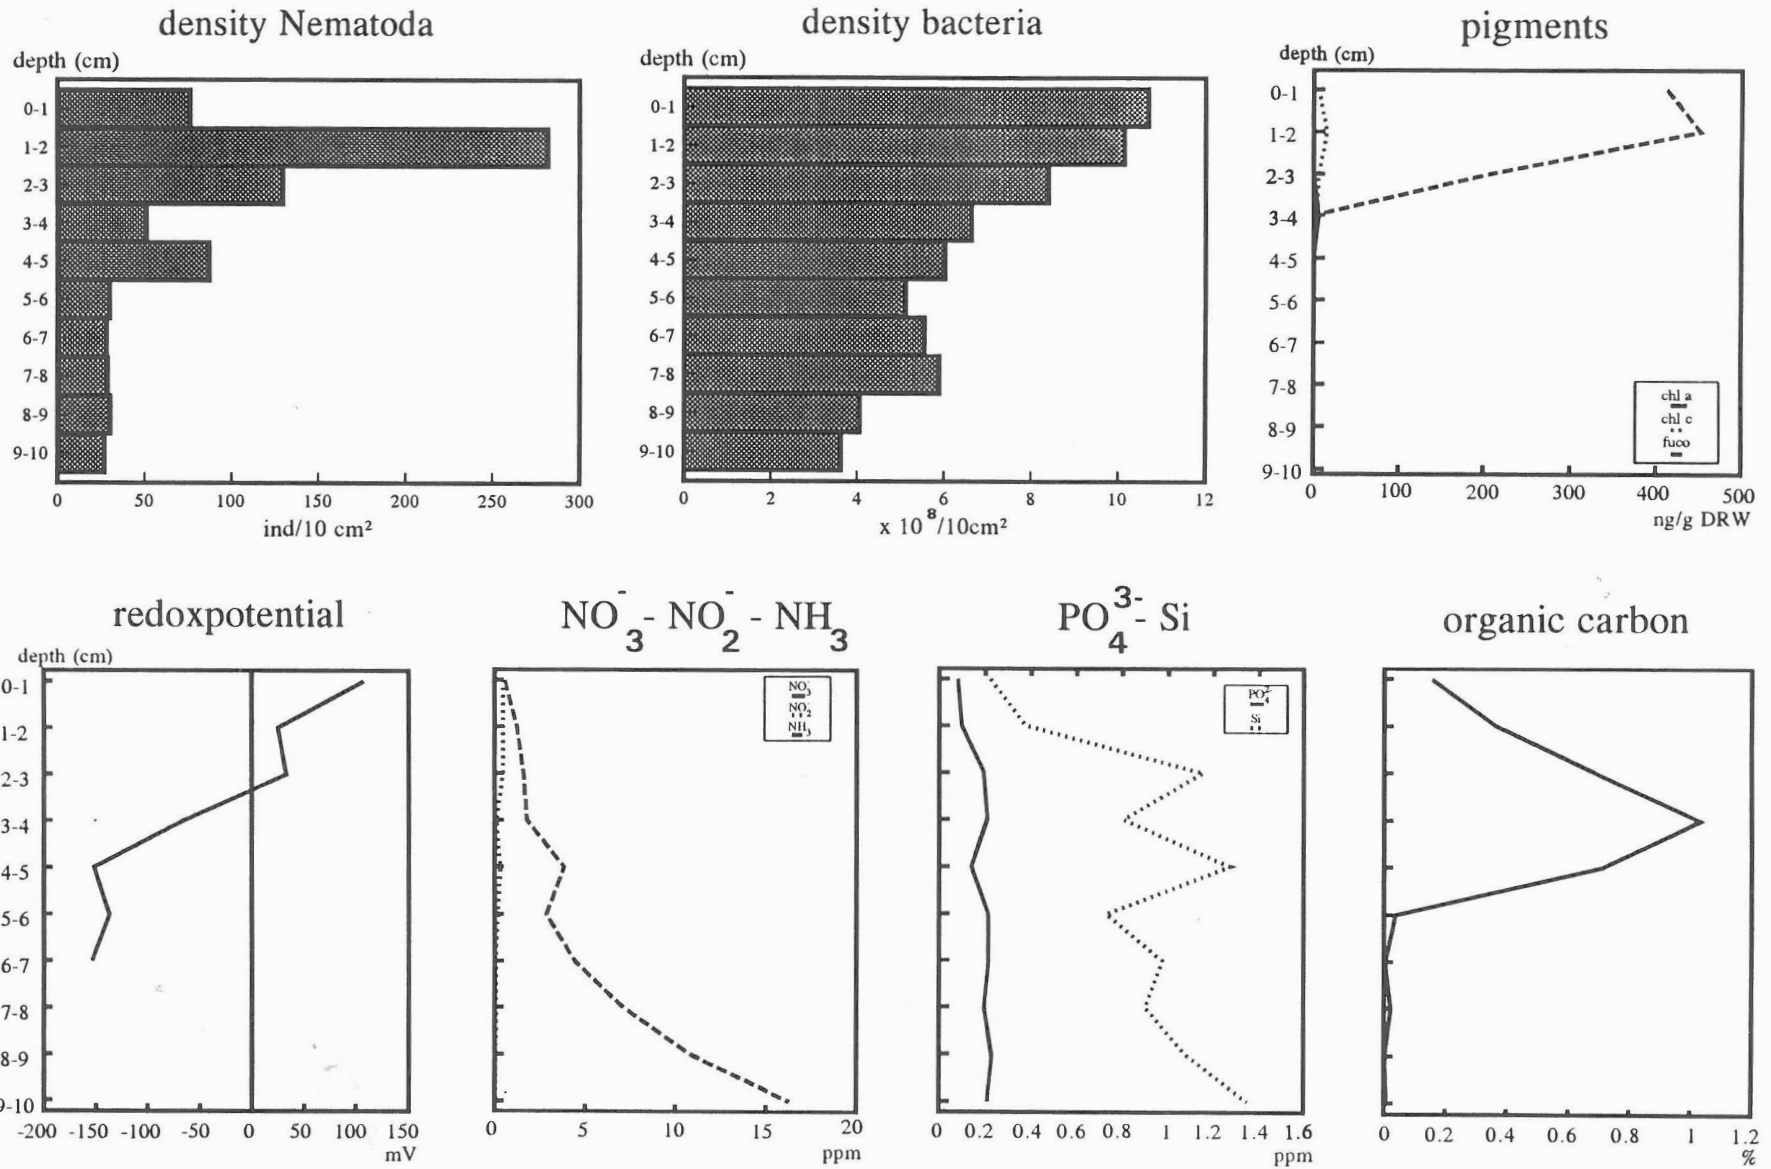 density Nematoda
depth (cm)
0-1
1-2
2-3
3-4
4-5
5-6
6-7
7-8
8-9
9-10
0 50 100 150 200 250 300
ind/10 cm²
density bacteria
depth (cm)
0-1
1-2
2-3
3-4
4-5
5-6
6-7
7-8
8-9
9-10
0 2 4 6 8 10 12
x 10⁸/10cm²
pigments
depth (cm)
0-1
1-2
2-3
3-4
4-5
5-6
6-7
7-8
8-9
9-10
chl a
chl c
fuco
0 100 200 300 400 500
ng/g DRW
redoxpotential
depth (cm)
0-1
1-2
2-3
3-4
4-5
5-6
6-7
7-8
8-9
9-10
-200 -150 -100 -50 0 50 100 150
mV
NO₃⁻ - NO₂⁻ - NH₃
NO₃⁻
NO₂⁻
NH₃
0 5 10 15 20
ppm
PO₄³⁻ - Si
PO₄²⁻
Si
0 0.2 0.4 0.6 0.8 1 1.2 1.4 1.6
ppm
organic carbon
0 0.2 0.4 0.6 0.8 1 1.2
%